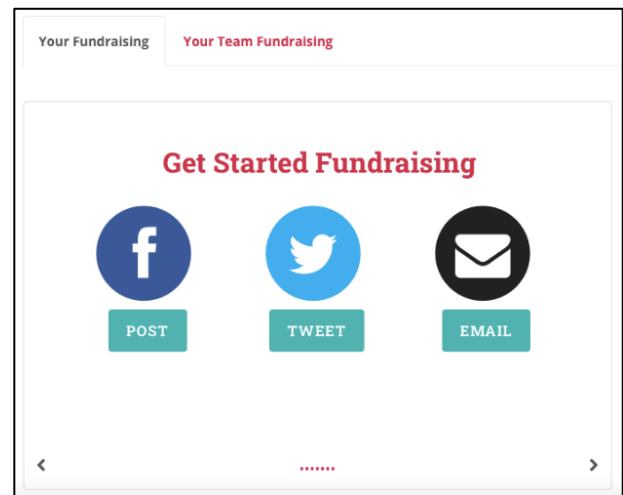 Your Fundraising Your Team Fundraising
Get Started Fundraising
POST TWEET EMAIL